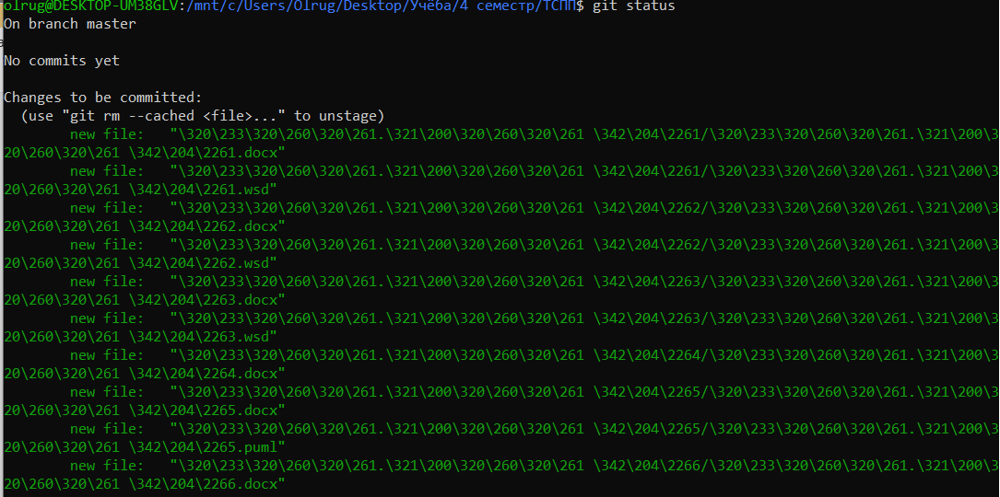 olrug@DESKTOP-UM38GLV:/mnt/c/Users/Olrug/Desktop/Учёба/4 семестр/ТСПП$ git status
On branch master
No commits yet
Changes to be committed:
(use "git rm --cached <file>..." to unstage)
new file:   "\320\233\320\260\320\261.\321\200\320\260\320\261 \342\204\2261/\320\233\320\260\320\261.\321\200\3
20\260\320\261 \342\204\2261.docx"
new file:   "\320\233\320\260\320\261.\321\200\320\260\320\261 \342\204\2261/\320\233\320\260\320\261.\321\200\3
20\260\320\261 \342\204\2261.wsd"
new file:   "\320\233\320\260\320\261.\321\200\320\260\320\261 \342\204\2262/\320\233\320\260\320\261.\321\200\3
20\260\320\261 \342\204\2262.docx"
new file:   "\320\233\320\260\320\261.\321\200\320\260\320\261 \342\204\2262/\320\233\320\260\320\261.\321\200\3
20\260\320\261 \342\204\2262.wsd"
new file:   "\320\233\320\260\320\261.\321\200\320\260\320\261 \342\204\2263/\320\233\320\260\320\261.\321\200\3
20\260\320\261 \342\204\2263.docx"
new file:   "\320\233\320\260\320\261.\321\200\320\260\320\261 \342\204\2263/\320\233\320\260\320\261.\321\200\3
20\260\320\261 \342\204\2263.wsd"
new file:   "\320\233\320\260\320\261.\321\200\320\260\320\261 \342\204\2264/\320\233\320\260\320\261.\321\200\3
20\260\320\261 \342\204\2264.docx"
new file:   "\320\233\320\260\320\261.\321\200\320\260\320\261 \342\204\2265/\320\233\320\260\320\261.\321\200\3
20\260\320\261 \342\204\2265.docx"
new file:   "\320\233\320\260\320\261.\321\200\320\260\320\261 \342\204\2265/\320\233\320\260\320\261.\321\200\3
20\260\320\261 \342\204\2265.puml"
new file:   "\320\233\320\260\320\261.\321\200\320\260\320\261 \342\204\2266/\320\233\320\260\320\261.\321\200\3
20\260\320\261 \342\204\2266.docx"